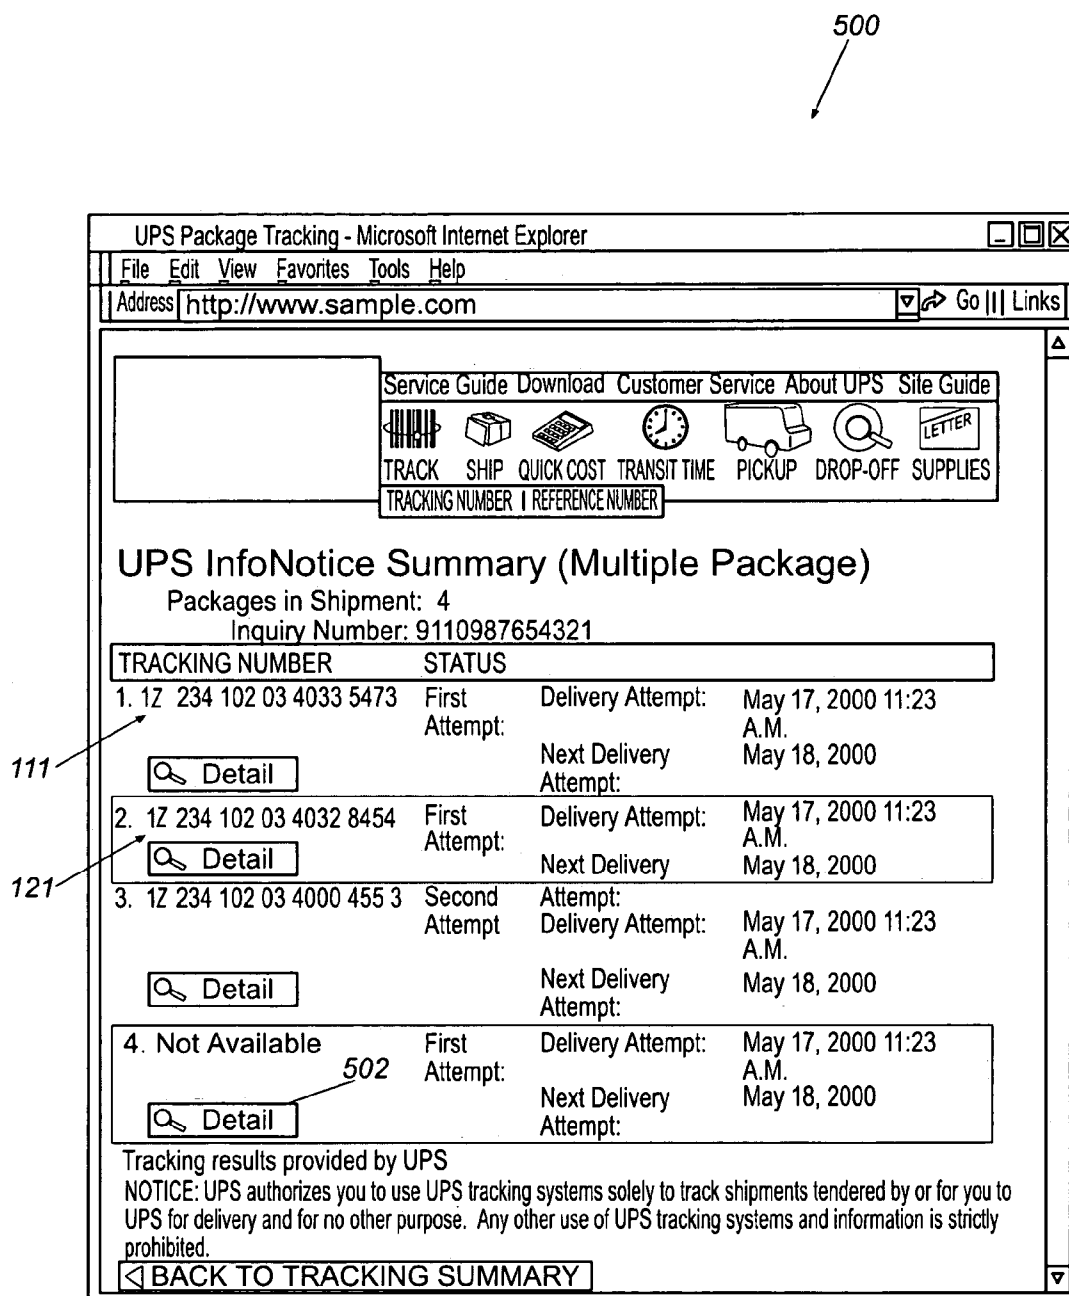 500
UPS Package Tracking - Microsoft Internet Explorer
File Edit View Favorites Tools Help
Address http://www.sample.com Go Links
Service Guide Download Customer Service About UPS Site Guide
LETTER
TRACK SHIP QUICK COST TRANSIT TIME PICKUP DROP-OFF SUPPLIES
TRACKING NUMBER | REFERENCE NUMBER
UPS InfoNotice Summary (Multiple Package)
Packages in Shipment: 4
Inquiry Number: 9110987654321
TRACKING NUMBER STATUS
1. 1Z 234 102 03 4033 5473 First Delivery Attempt: May 17, 2000 11:23
Attempt: A.M.
111 Detail Next Delivery May 18, 2000
Attempt:
2. 1Z 234 102 03 4032 8454 First Delivery Attempt: May 17, 2000 11:23
Attempt: A.M.
121 Detail Next Delivery May 18, 2000
3. 1Z 234 102 03 4000 455 3 Second Attempt:
Attempt Delivery Attempt: May 17, 2000 11:23
A.M.
Detail Next Delivery May 18, 2000
Attempt:
4. Not Available First Delivery Attempt: May 17, 2000 11:23
502 Attempt: A.M.
Detail Next Delivery May 18, 2000
Attempt:
Tracking results provided by UPS
NOTICE: UPS authorizes you to use UPS tracking systems solely to track shipments tendered by or for you to
UPS for delivery and for no other purpose. Any other use of UPS tracking systems and information is strictly
prohibited.
BACK TO TRACKING SUMMARY